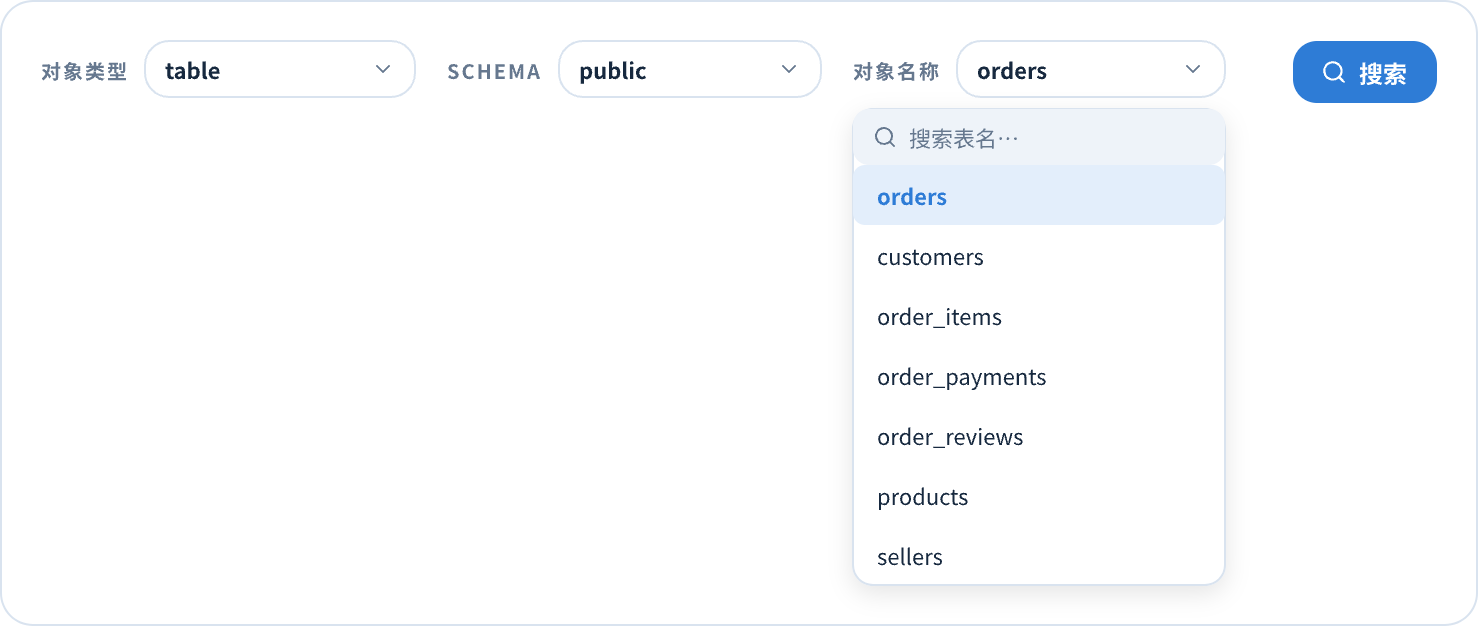 对象类型 table SCHEMA public 对象名称 orders 搜索
搜索表名…
orders
customers
order_items
order_payments
order_reviews
products
sellers